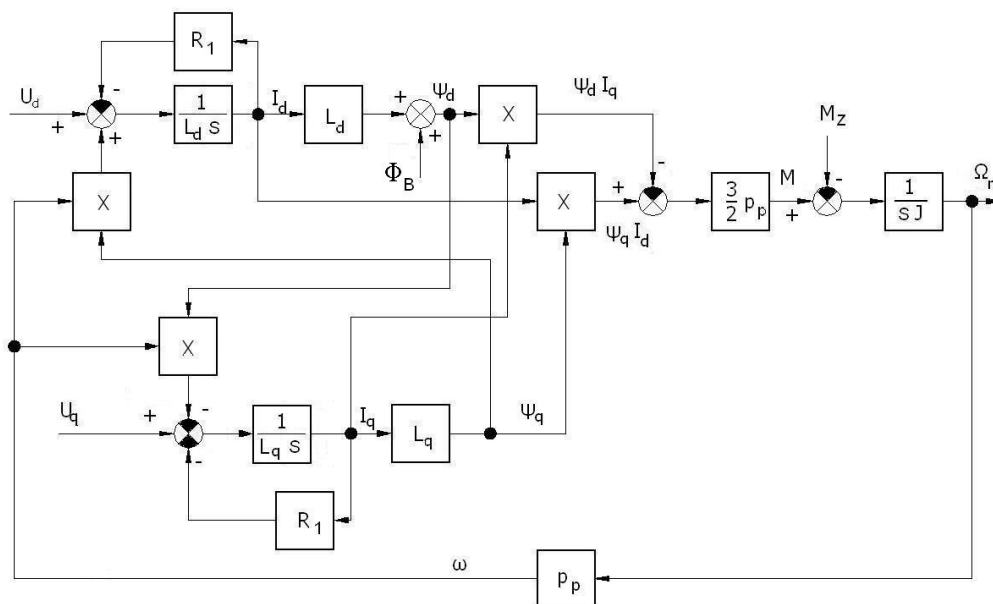 R1
Ud
+
-
+
1
Ld s
Id
Ld
+
+
Ψd
ΦB
X
Ψd Iq
X
X
+
-
Ψq Id
3
2
pp
M
+
MZ
-
1
sJ
X
Uq
+
-
-
1
Lq s
Iq
Lq
Ψq
R1
ω
pp